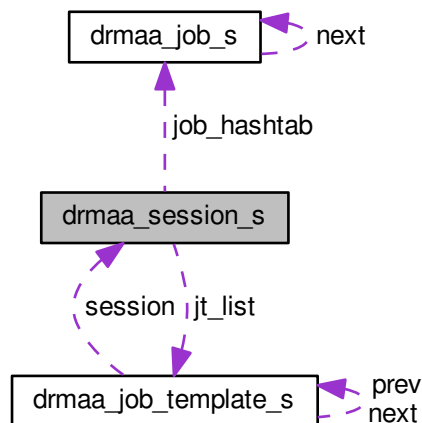 drmaa_job_s
next
job_hashtab
drmaa_session_s
session
jt_list
drmaa_job_template_s
prev
next